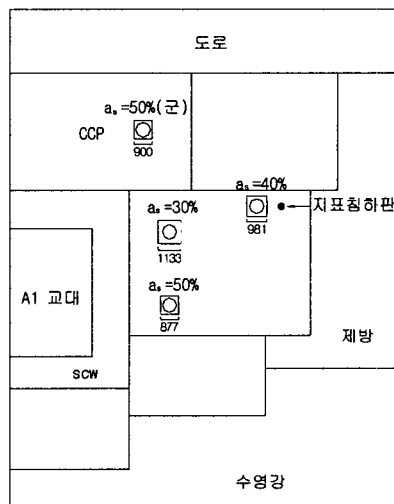 도로
aₛ=50%(군)
CCP
900
aₛ=40%
981
지표침하판
aₛ=30%
1133
A1 교대
aₛ=50%
877
제방
SCW
수영강